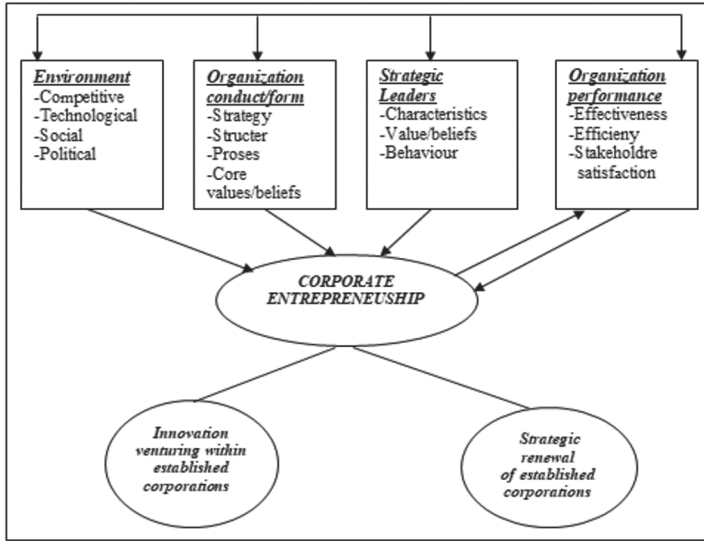 Environment
-Competitive
-Technological
-Social
-Political
Organization
conduct/form
-Strategy
-Structer
-Proses
-Core
values/beliefs
Strategic
Leaders
-Characteristics
-Value/beliefs
-Behaviour
Organization
performance
-Effectiveness
-Efficieny
-Stakeholdre
satisfaction
CORPORATE
ENTREPRENEUSHIP
Innovation
venturing within
established
corporations
Strategic
renewal
of established
corporations